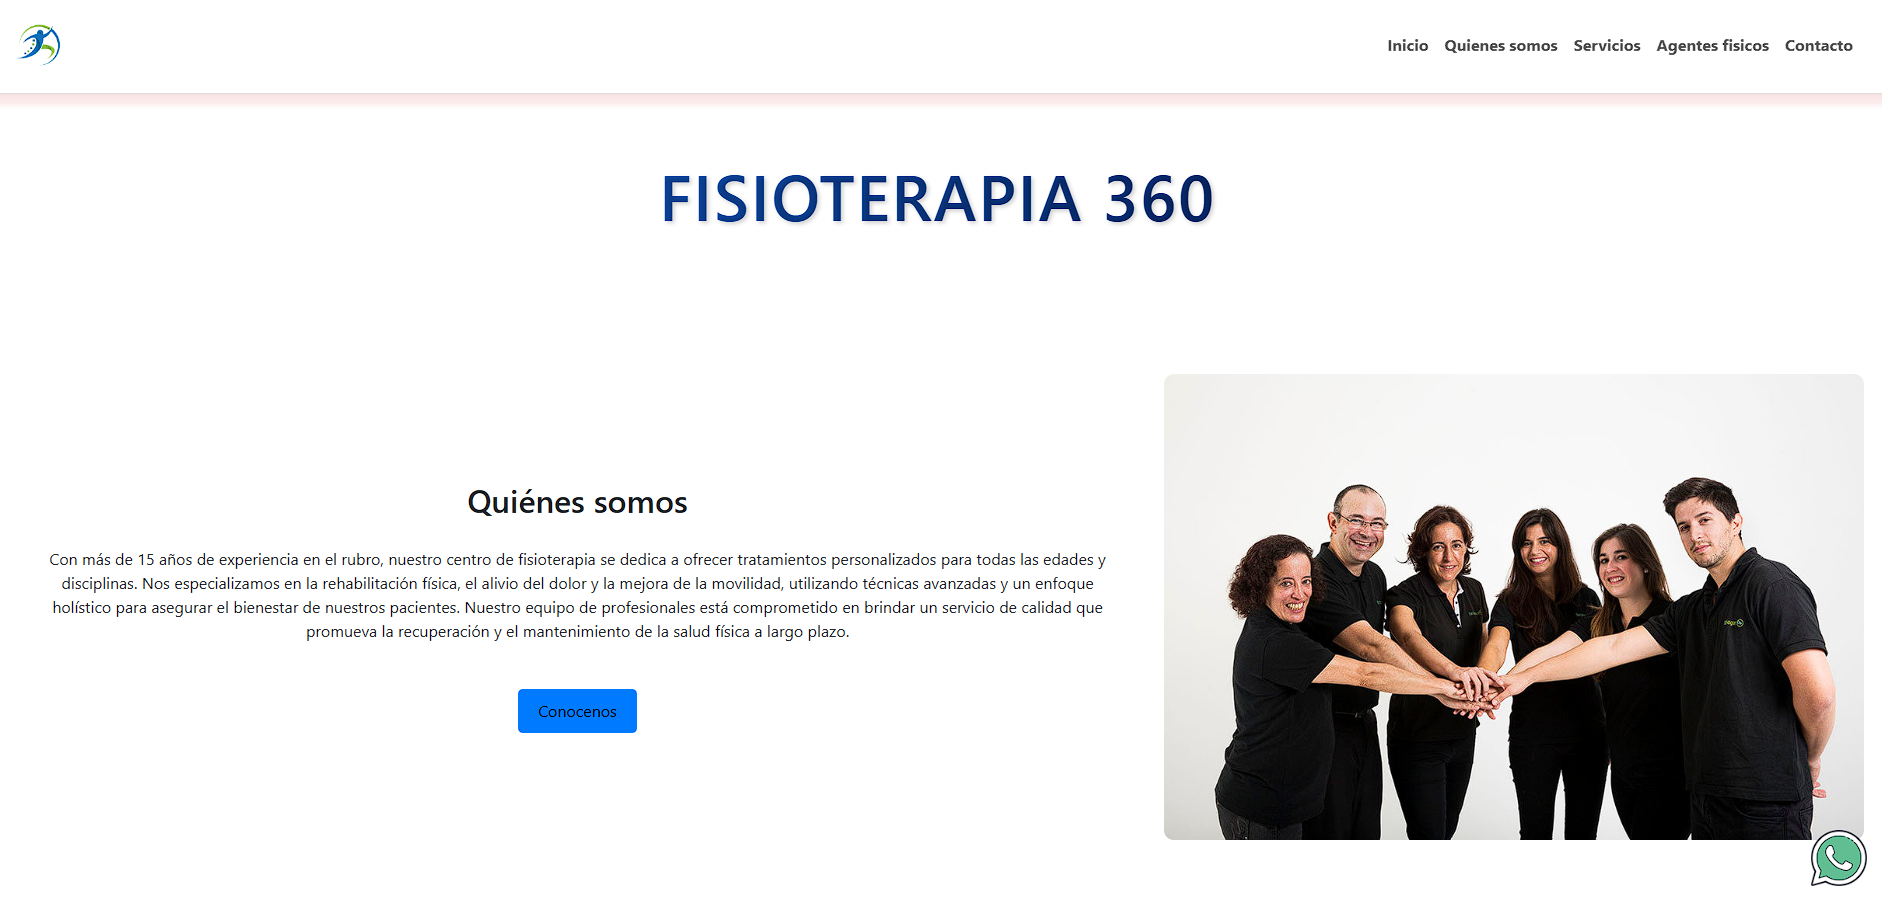 Inicio Quienes somos Servicios Agentes fisicos Contacto
FISIOTERAPIA 360
Quiénes somos
Con más de 15 años de experiencia en el rubro, nuestro centro de fisioterapia se dedica a ofrecer tratamientos personalizados para todas las edades y
disciplinas. Nos especializamos en la rehabilitación física, el alivio del dolor y la mejora de la movilidad, utilizando técnicas avanzadas y un enfoque
holístico para asegurar el bienestar de nuestros pacientes. Nuestro equipo de profesionales está comprometido en brindar un servicio de calidad que
promueva la recuperación y el mantenimiento de la salud física a largo plazo.
Conocenos